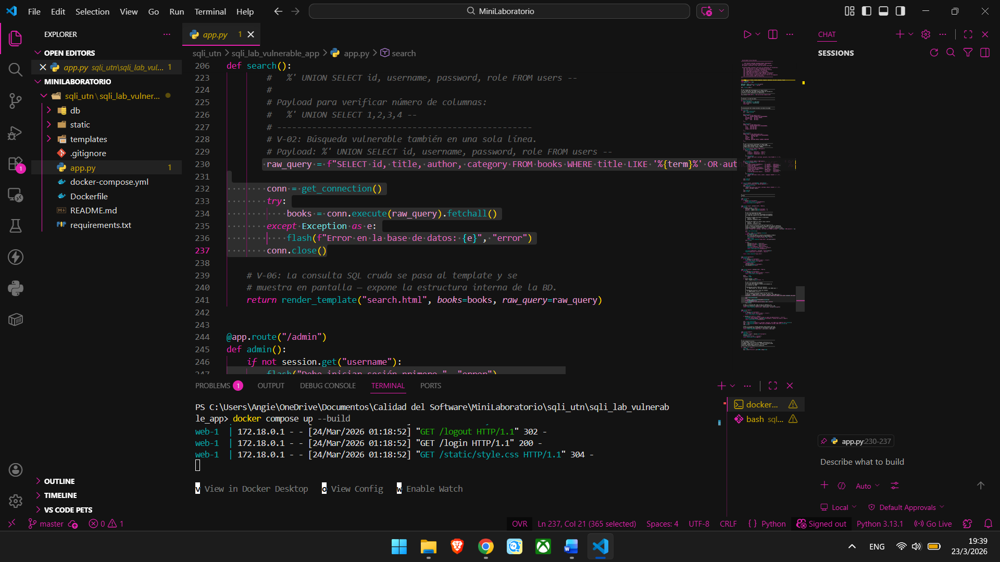 File Edit Selection View Go Run Terminal Help
MiniLaboratorio
EXPLORER
OPEN EDITORS
app.py sqli_utn\sqli_lab_vul... 1
MINILABORATORIO
sqli_utn\sqli_lab_vulner...
db
static
templates
.gitignore
app.py 1
docker-compose.yml
Dockerfile
README.md
requirements.txt
OUTLINE
TIMELINE
VS CODE PETS
app.py 1
sqli_utn > sqli_lab_vulnerable_app > app.py > search
206 def search():
223 # %' UNION SELECT id, username, password, role FROM users --
224 #
225 # Payload para verificar número de columnas:
226 # %' UNION SELECT 1,2,3,4 --
227 # ---------------------------------------------------
228 # V-02: Búsqueda vulnerable también en una sola línea.
229 # Payload: %' UNION SELECT id, username, password, role FROM users --
230 raw_query = f"SELECT id, title, author, category FROM books WHERE title LIKE '%{term}%' OR aut
231
232 conn = get_connection()
233 try:
234 books = conn.execute(raw_query).fetchall()
235 except Exception as e:
236 flash(f"Error en la base de datos: {e}", "error")
237 conn.close()
238
239 # V-06: La consulta SQL cruda se pasa al template y se
240 # muestra en pantalla — expone la estructura interna de la BD.
241 return render_template("search.html", books=books, raw_query=raw_query)
242
243
244 @app.route("/admin")
245 def admin():
246 if not session.get("username"):
247 flash("Debe iniciar sesión primero.", "error")
PROBLEMS 1 OUTPUT DEBUG CONSOLE TERMINAL PORTS
PS C:\Users\Angie\OneDrive\Documentos\Calidad del Software\MiniLaboratorio\sqli_utn\sqli_lab_vulnerab
le_app> docker compose up --build
web-1 | 172.18.0.1 - - [24/Mar/2026 01:18:52] "GET /logout HTTP/1.1" 302 -
web-1 | 172.18.0.1 - - [24/Mar/2026 01:18:52] "GET /login HTTP/1.1" 200 -
web-1 | 172.18.0.1 - - [24/Mar/2026 01:18:52] "GET /static/style.css HTTP/1.1" 304 -
v View in Docker Desktop o View Config w Enable Watch
docker...
bash sql...
CHAT
SESSIONS
app.py:230-237
Describe what to build
Auto
Local Default Approvals
master 0 1
OVR Ln 237, Col 21 (365 selected) Spaces: 4 UTF-8 CRLF { } Python Signed out Python 3.13.1 Go Live
ENG
19:39
23/3/2026